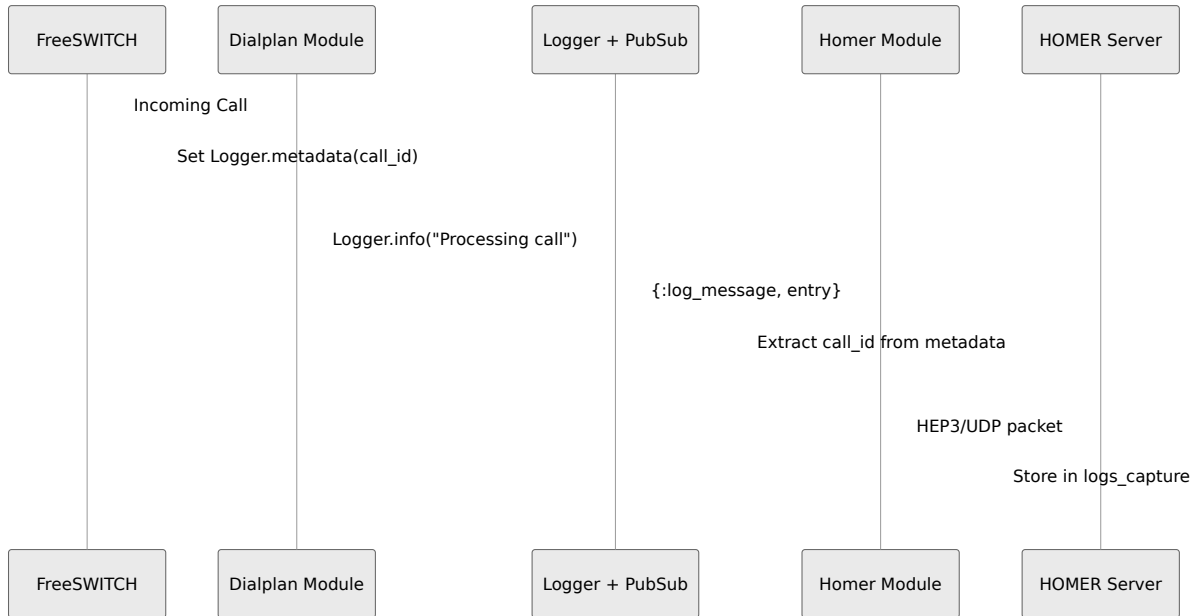 FreeSWITCH
Dialplan Module
Logger + PubSub
Homer Module
HOMER Server
Incoming Call
Set Logger.metadata(call_id)
Logger.info("Processing call")
{:log_message, entry}
Extract call_id from metadata
HEP3/UDP packet
Store in logs_capture
FreeSWITCH
Dialplan Module
Logger + PubSub
Homer Module
HOMER Server